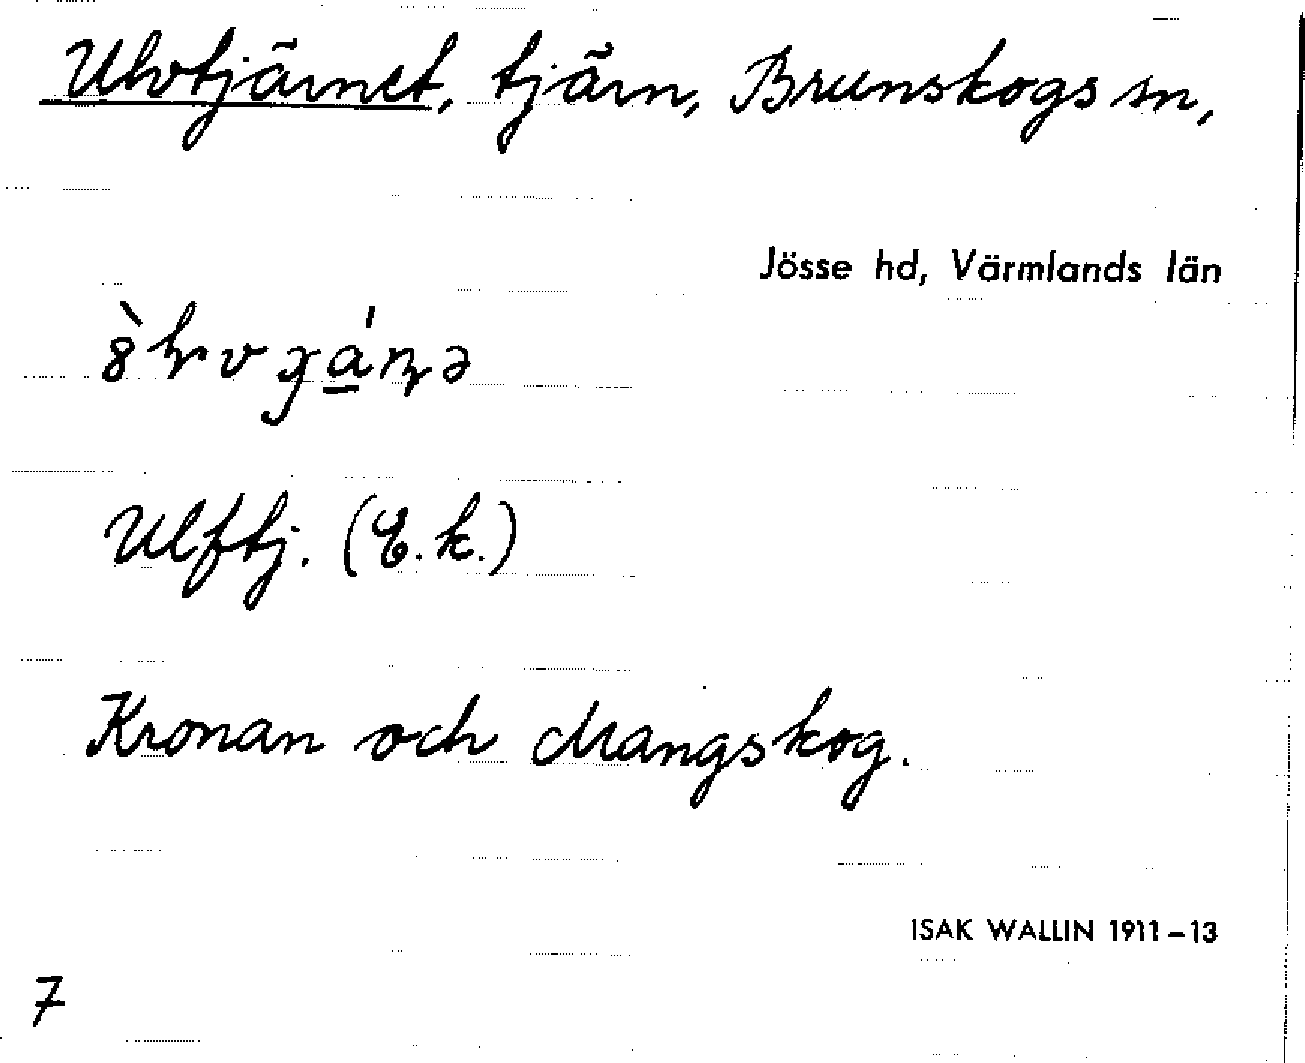 Ulvtjärnet, tjärn, Brunskogs sn,
Jösse hd, Värmlands län
Ulftj. (E.k.)
Kronan och Mangskog.
ISAK WALLIN 1911-13
7